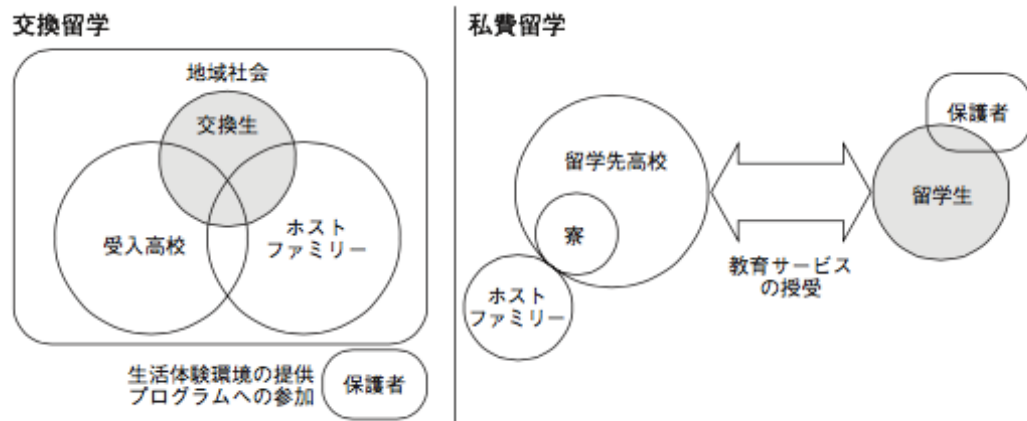 交換留学
地域社会
交換生
受入高校
ホスト
ファミリー
生活体験環境の提供
プログラムへの参加
保護者
私費留学
留学先高校
寮
ホスト
ファミリー
教育サービス
の授受
保護者
留学生